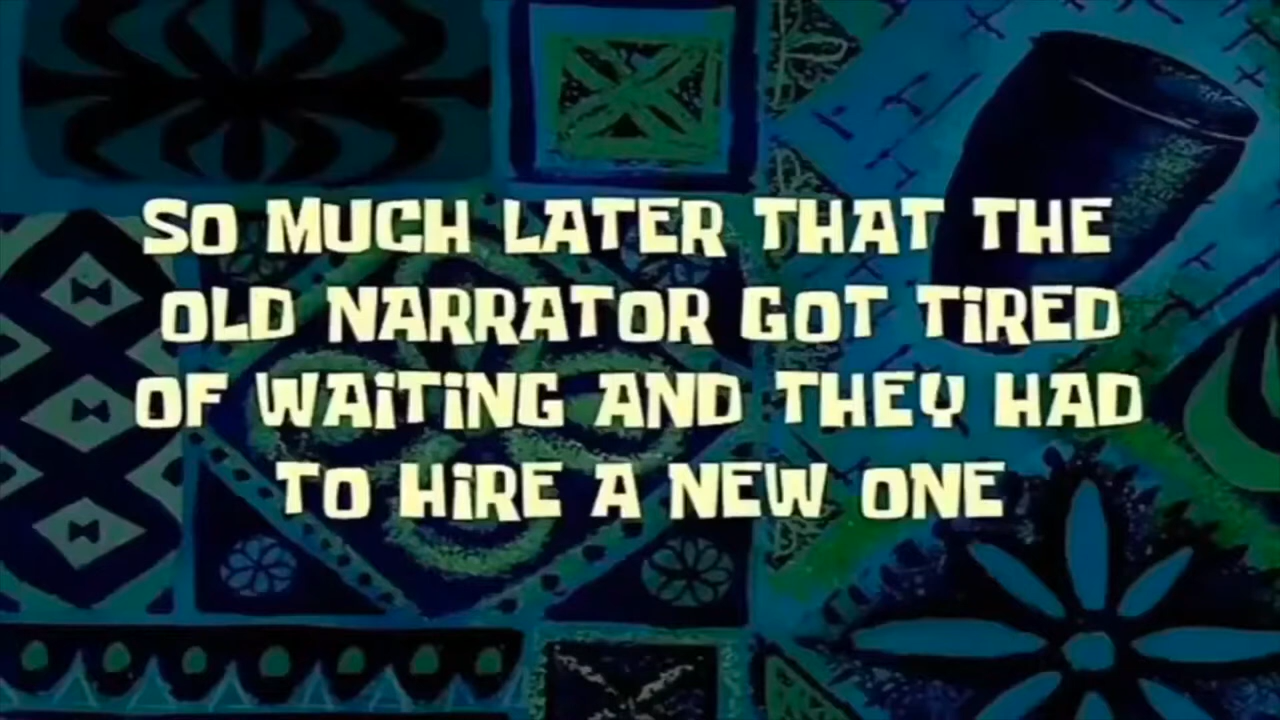 SO MUCH LATER THAT THE
OLD NARRATOR GOT TiRED
OF WAiTiNG AND THEY HAD
TO HiRE A NEW ONE